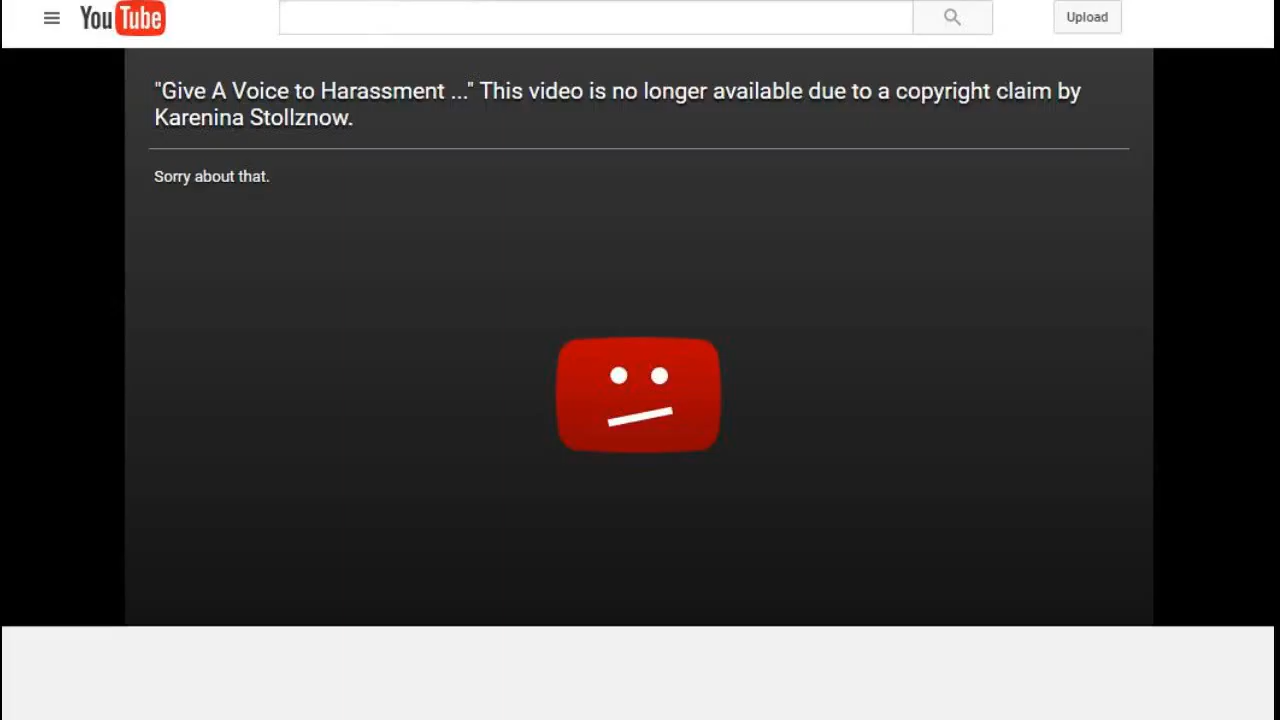 YouTube
Upload
"Give A Voice to Harassment ..." This video is no longer available due to a copyright claim by
Karenina Stollznow.
Sorry about that.